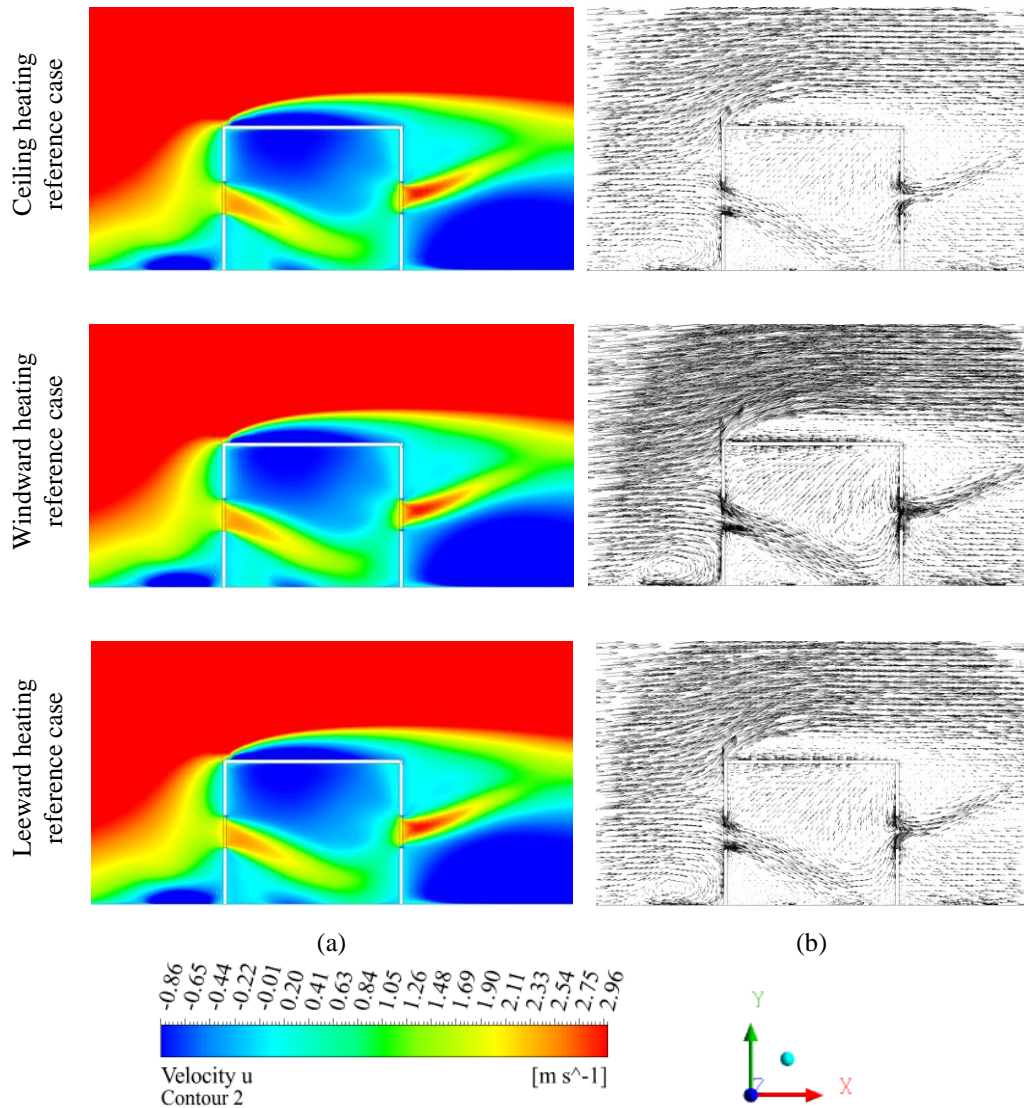 Ceiling heating
reference case
Windward heating
reference case
Leeward heating
reference case
(a)
(b)
-0.86 -0.65 -0.44 -0.22 -0.01 0.20 0.41 0.63 0.84 1.05 1.26 1.48 1.69 1.90 2.11 2.33 2.54 2.75 2.96
Velocity u [m s^-1]
Contour 2
Y
Z X